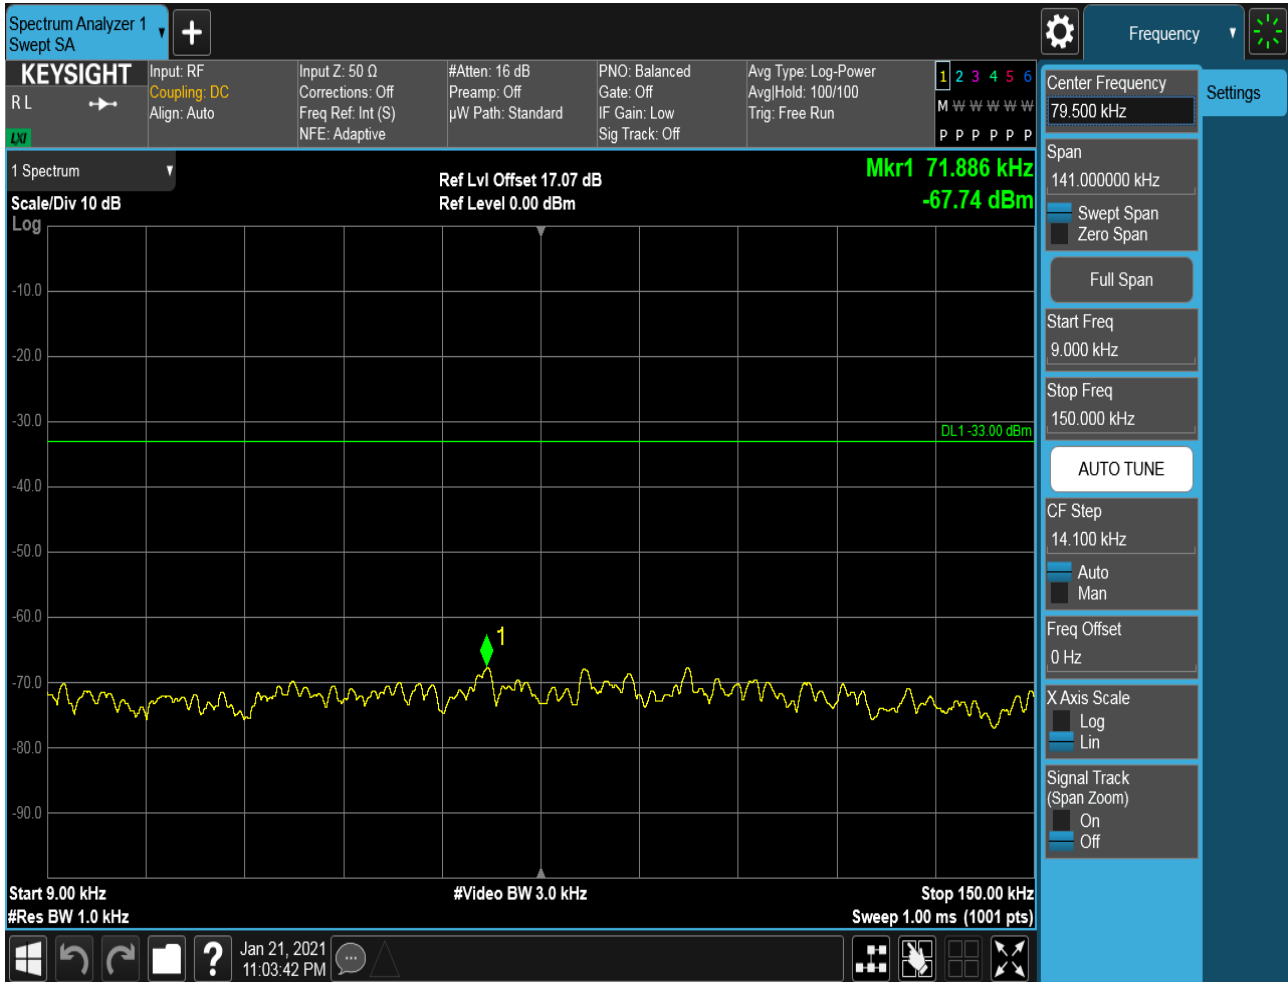 Spectrum Analyzer 1
Swept SA
Frequency
KEYSIGHT
R L
LXI
Input: RF
Coupling: DC
Align: Auto
Input Z: 50 Ω
Corrections: Off
Freq Ref: Int (S)
NFE: Adaptive
#Atten: 16 dB
Preamp: Off
µW Path: Standard
PNO: Balanced
Gate: Off
IF Gain: Low
Sig Track: Off
Avg Type: Log-Power
Avg|Hold: 100/100
Trig: Free Run
1 2 3 4 5 6
M W W W W W
P P P P P P
1 Spectrum
Scale/Div 10 dB
Log
Ref Lvl Offset 17.07 dB
Ref Level 0.00 dBm
Mkr1 71.886 kHz
-67.74 dBm
-10.0
-20.0
-30.0
DL1 -33.00 dBm
-40.0
-50.0
-60.0
1
-70.0
-80.0
-90.0
Start 9.00 kHz
#Video BW 3.0 kHz
Stop 150.00 kHz
#Res BW 1.0 kHz
Sweep 1.00 ms (1001 pts)
Center Frequency
79.500 kHz
Settings
Span
141.000000 kHz
Swept Span
Zero Span
Full Span
Start Freq
9.000 kHz
Stop Freq
150.000 kHz
AUTO TUNE
CF Step
14.100 kHz
Auto
Man
Freq Offset
0 Hz
X Axis Scale
Log
Lin
Signal Track
(Span Zoom)
On
Off
?
Jan 21, 2021
11:03:42 PM